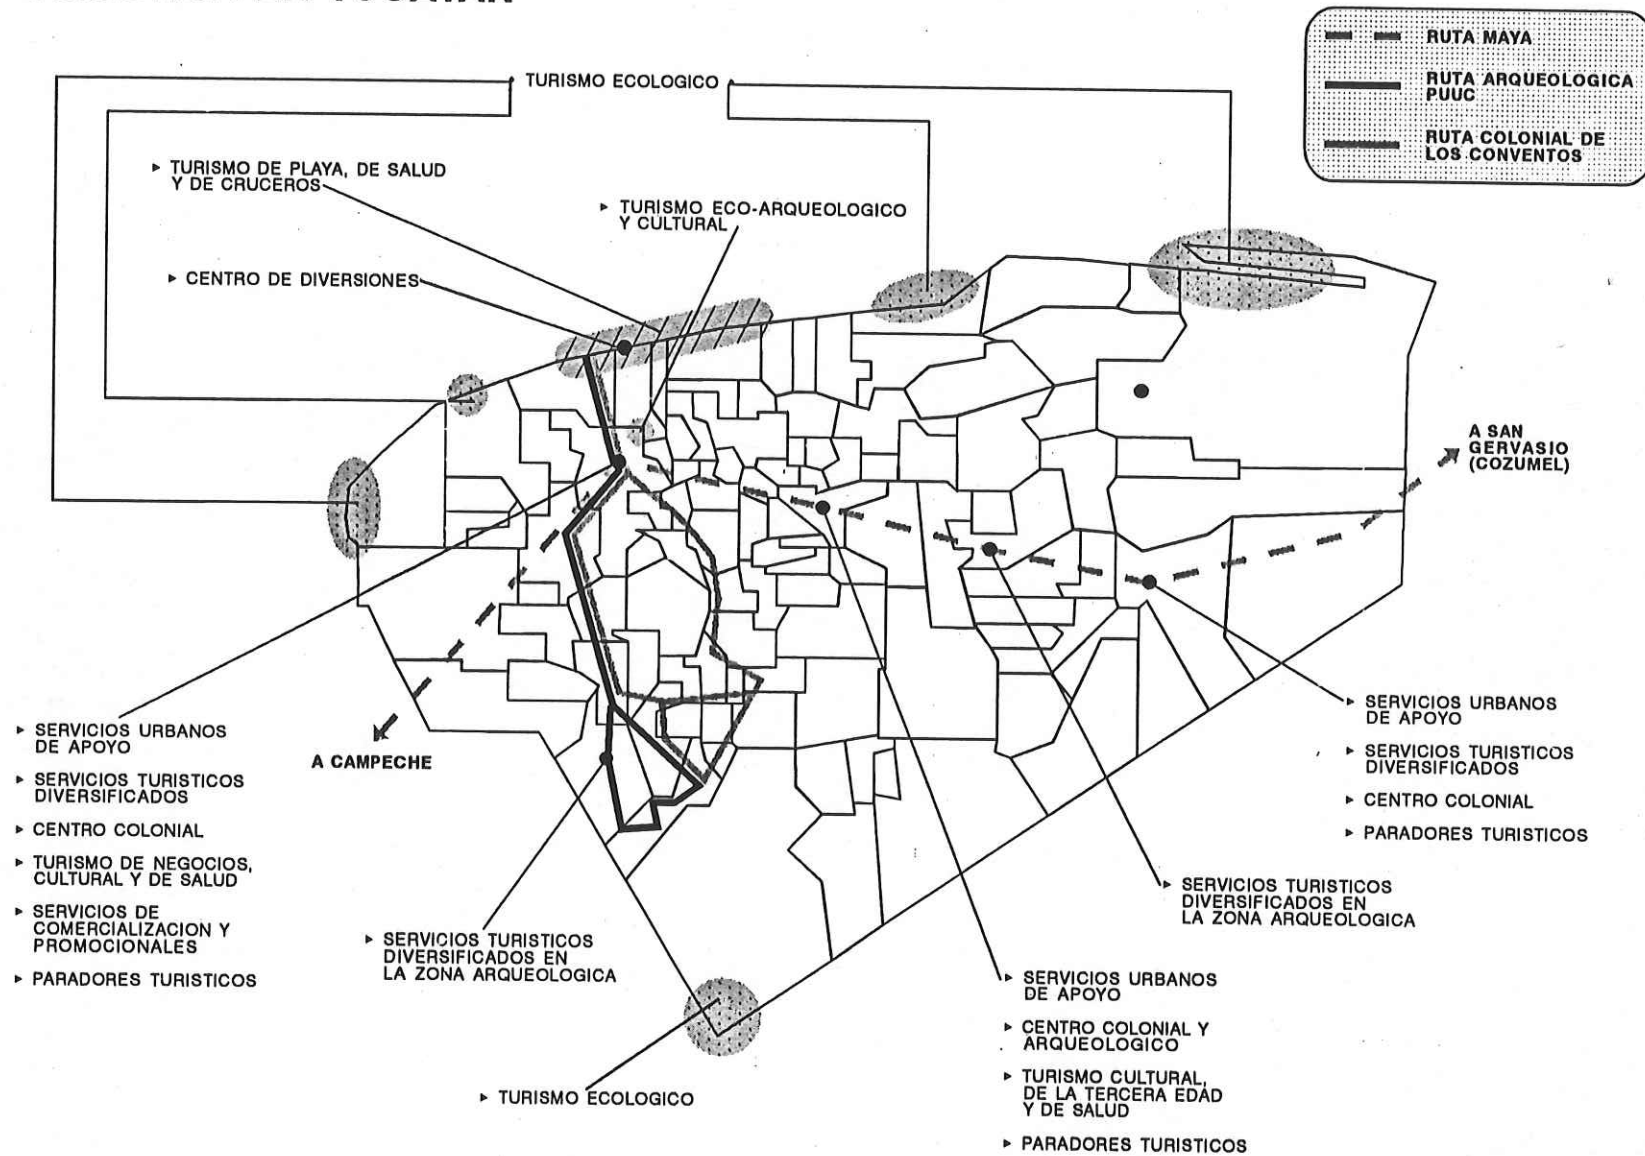 RUTA MAYA
RUTA ARQUEOLOGICA
PUUC
RUTA COLONIAL DE
LOS CONVENTOS
TURISMO ECOLOGICO
▸ TURISMO DE PLAYA, DE SALUD
Y DE CRUCEROS
▸ TURISMO ECO-ARQUEOLOGICO
Y CULTURAL
▸ CENTRO DE DIVERSIONES
A SAN
GERVASIO
(COZUMEL)
A CAMPECHE
▸ SERVICIOS URBANOS
DE APOYO
▸ SERVICIOS TURISTICOS
DIVERSIFICADOS
▸ CENTRO COLONIAL
▸ TURISMO DE NEGOCIOS,
CULTURAL Y DE SALUD
▸ SERVICIOS DE
COMERCIALIZACION Y
PROMOCIONALES
▸ PARADORES TURISTICOS
▸ SERVICIOS TURISTICOS
DIVERSIFICADOS EN
LA ZONA ARQUEOLOGICA
▸ TURISMO ECOLOGICO
▸ SERVICIOS URBANOS
DE APOYO
▸ CENTRO COLONIAL Y
ARQUEOLOGICO
▸ TURISMO CULTURAL,
DE LA TERCERA EDAD
Y DE SALUD
▸ PARADORES TURISTICOS
▸ SERVICIOS TURISTICOS
DIVERSIFICADOS EN
LA ZONA ARQUEOLOGICA
▸ SERVICIOS URBANOS
DE APOYO
▸ SERVICIOS TURISTICOS
DIVERSIFICADOS
▸ CENTRO COLONIAL
▸ PARADORES TURISTICOS